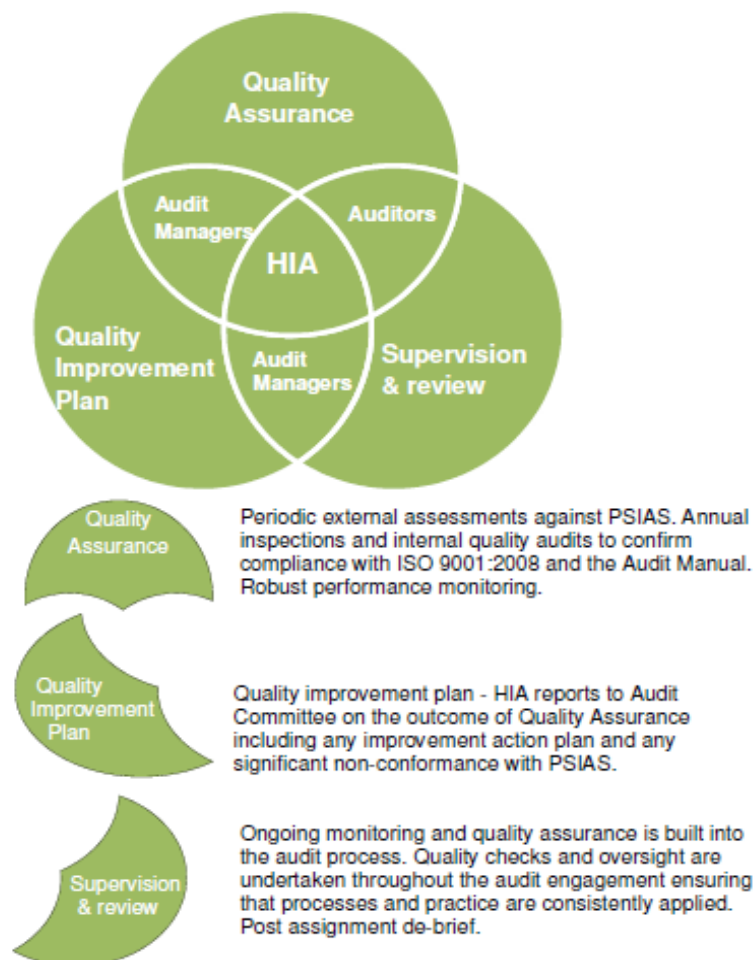 Quality
Assurance
Audit
Managers
Auditors
HIA
Quality
Improvement
Plan
Audit
Managers
Supervision
& review
Quality
Assurance
Periodic external assessments against PSIAS. Annual
inspections and internal quality audits to confirm
compliance with ISO 9001:2008 and the Audit Manual.
Robust performance monitoring.
Quality
Improvement
Plan
Quality improvement plan - HIA reports to Audit
Committee on the outcome of Quality Assurance
including any improvement action plan and any
significant non-conformance with PSIAS.
Supervision
& review
Ongoing monitoring and quality assurance is built into
the audit process. Quality checks and oversight are
undertaken throughout the audit engagement ensuring
that processes and practice are consistently applied.
Post assignment de-brief.